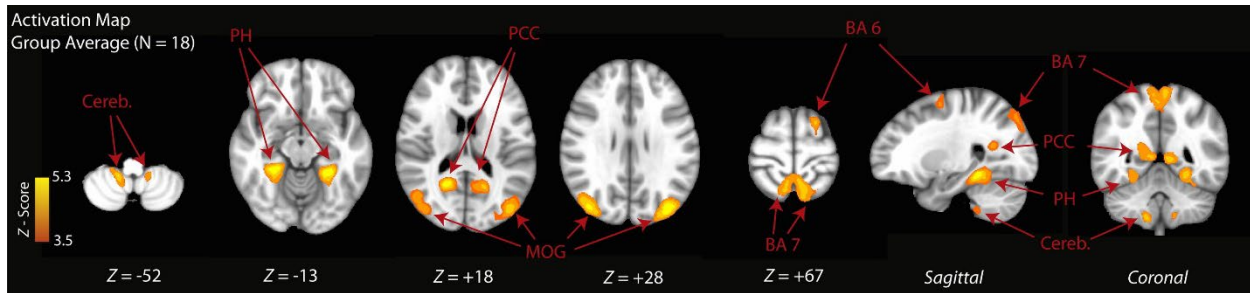 Activation Map
Group Average (N = 18)
PH
PCC
BA 6
BA 7
Cereb.
PCC
5.3
Z - Score
3.5
PH
MOG
BA 7
Cereb.
Z = -52
Z = -13
Z = +18
Z = +28
Z = +67
Sagittal
Coronal